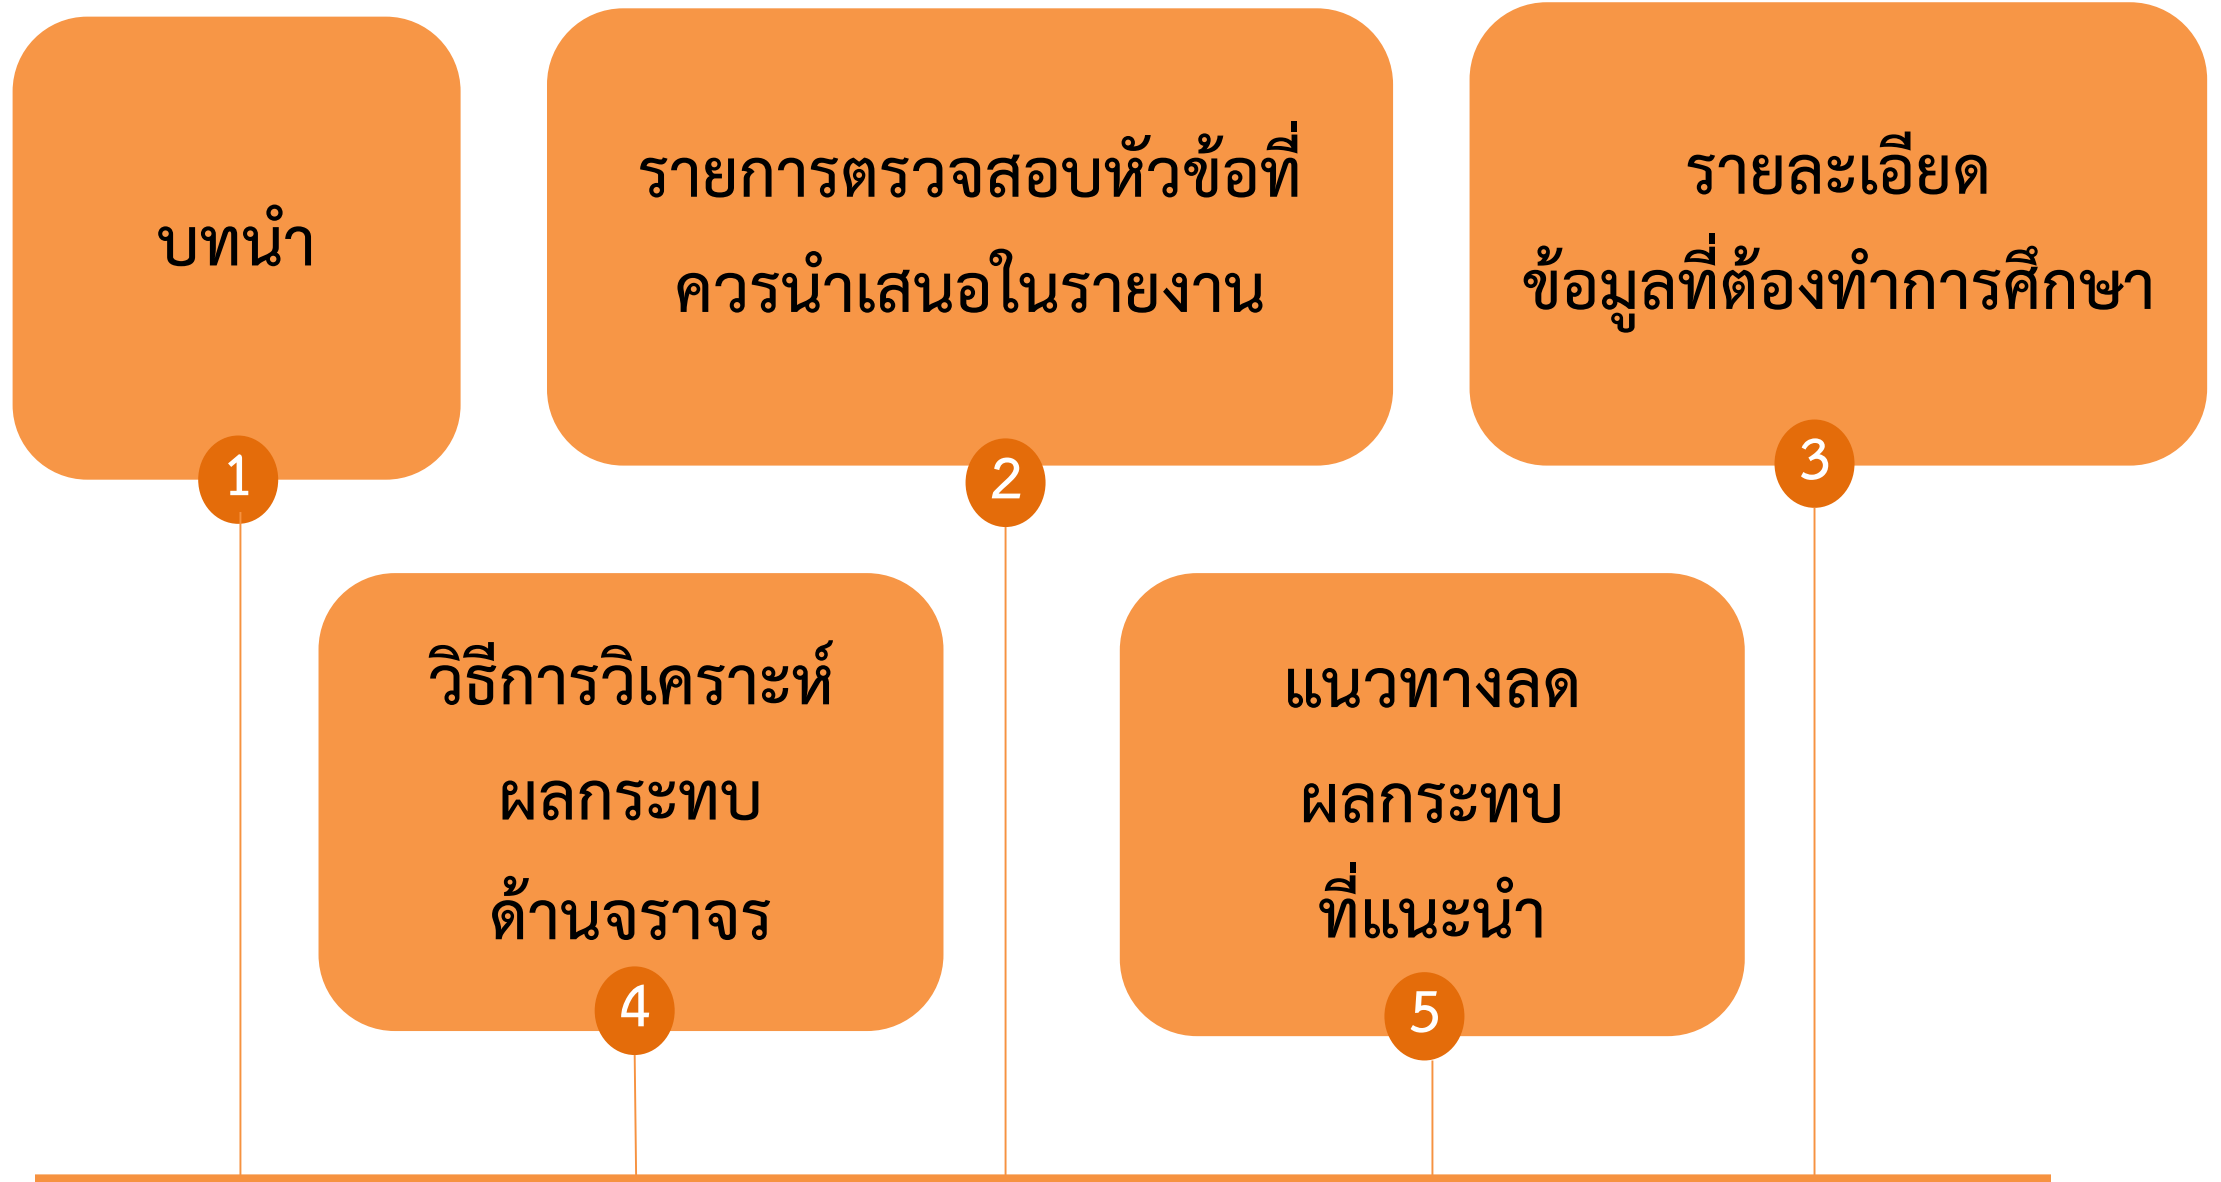 บทนำ
1
รายการตรวจสอบหัวข้อที่
ควรนำเสนอในรายงาน
2
รายละเอียด
ข้อมูลที่ต้องทำการศึกษา
3
วิธีการวิเคราะห์
ผลกระทบ
ด้านจราจร
4
แนวทางลด
ผลกระทบ
ที่แนะนำ
5